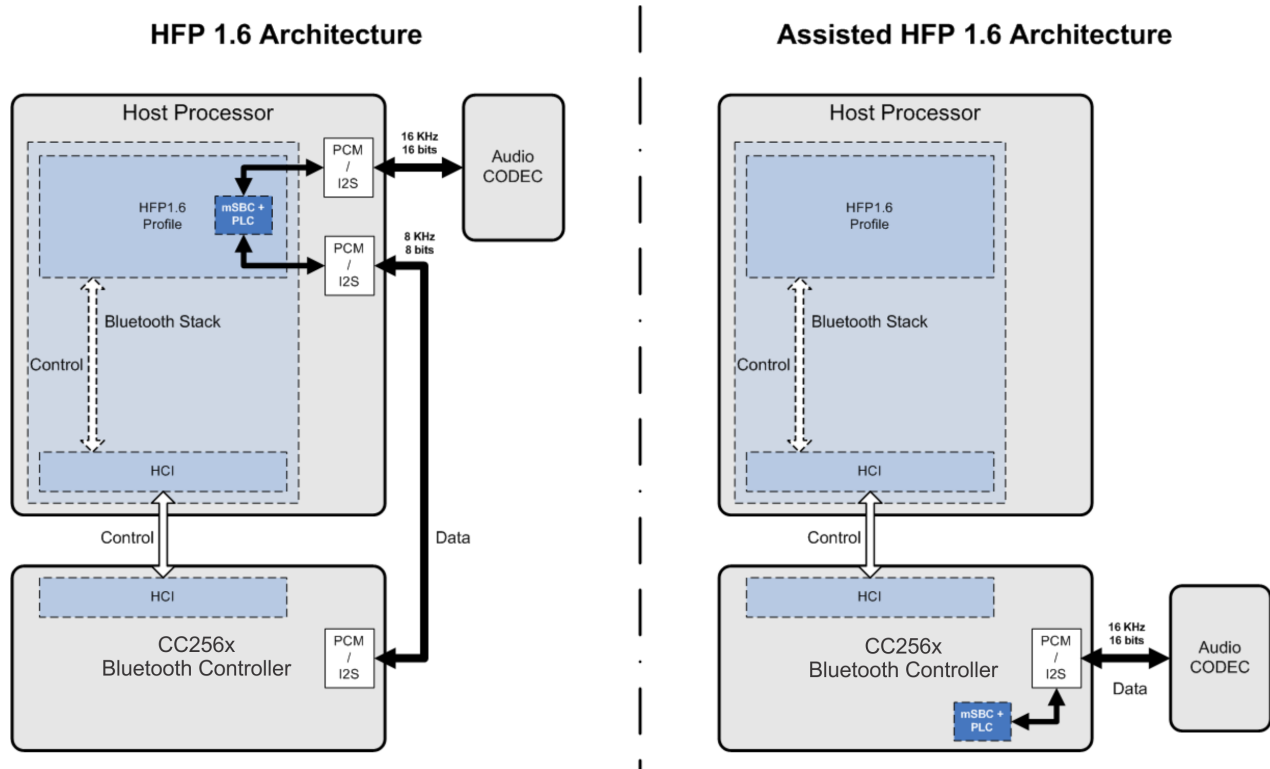 HFP 1.6 Architecture
Host Processor
HFP1.6
Profile
mSBC +
PLC
PCM
/
I2S
16 KHz
16 bits
Audio
CODEC
PCM
/
I2S
8 KHz
8 bits
Bluetooth Stack
Control
HCI
Control
Data
HCI
CC256x
Bluetooth Controller
PCM
/
I2S
Assisted HFP 1.6 Architecture
Host Processor
HFP1.6
Profile
Bluetooth Stack
Control
HCI
Control
HCI
CC256x
Bluetooth Controller
PCM
/
I2S
16 KHz
16 bits
Data
Audio
CODEC
mSBC +
PLC